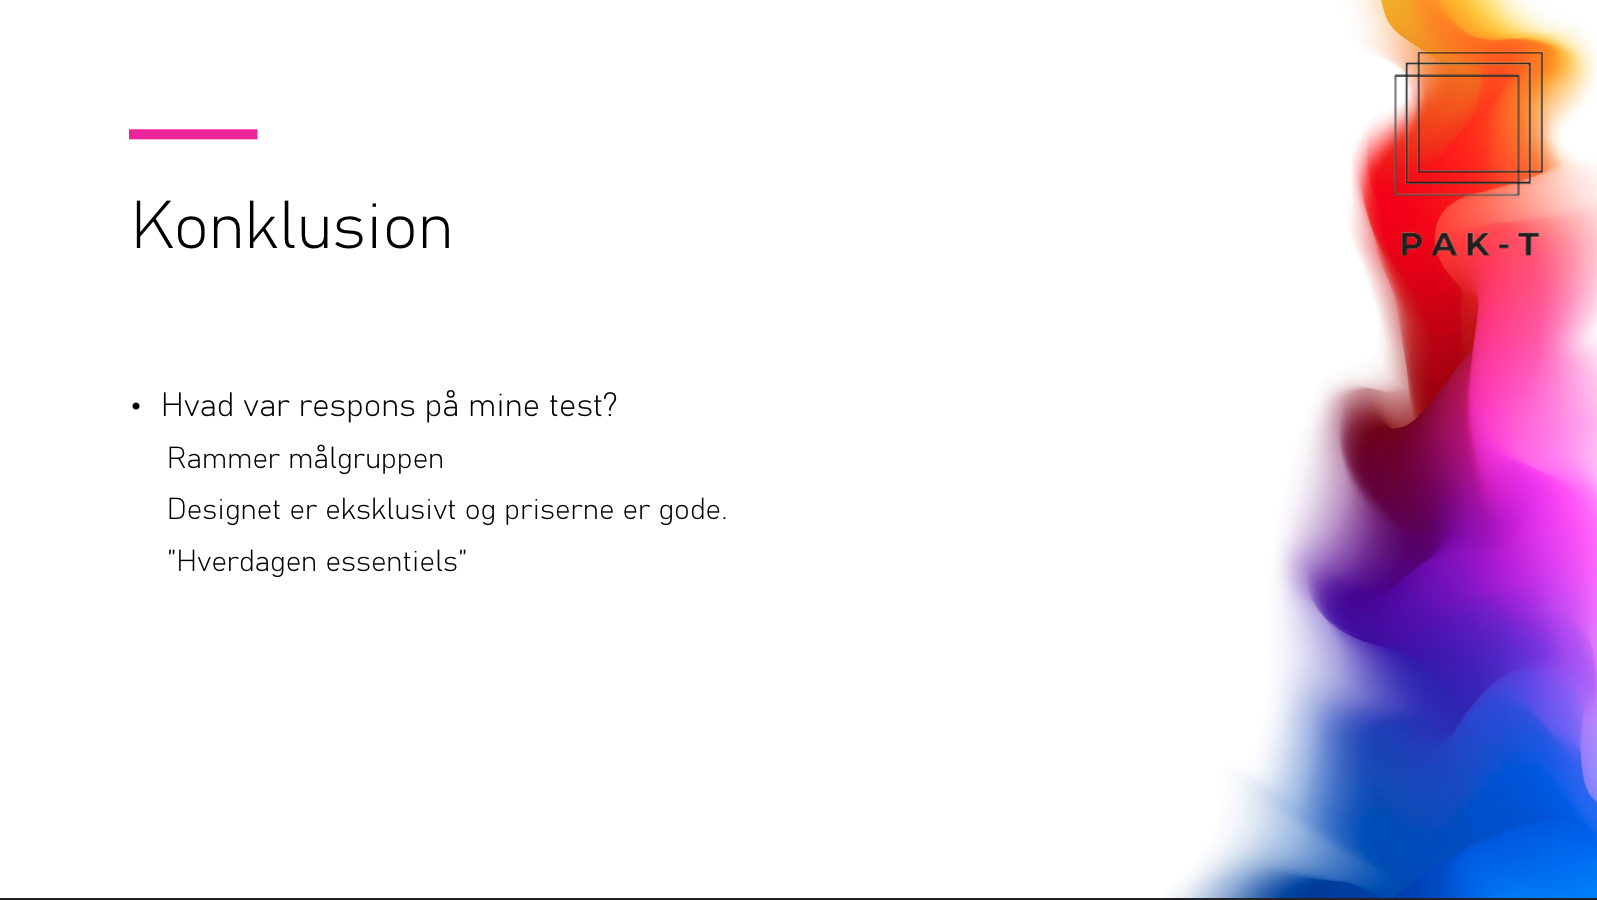 PAK-T
Konklusion
• Hvad var respons på mine test?
Rammer målgruppen
Designet er eksklusivt og priserne er gode.
"Hverdagen essentiels"